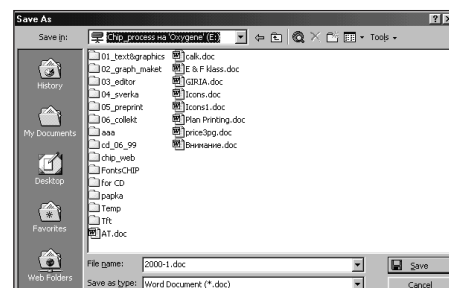 Save As
Save in:
Chip_process на 'Oxygene' (E:)
Tools
History
My Documents
Desktop
Favorites
Web Folders
01_text&graphics
02_graph_maket
03_editor
04_sverka
05_preprint
06_collekt
aaa
cd_06_99
chip_web
FontsCHIP
for CD
papka
Temp
Tft
AT.doc
calk.doc
E & F klass.doc
GIRIA.doc
Icons.doc
Icons1.doc
Plan Printing.doc
price3pg.doc
Внимание.doc
File name:
2000-1.doc
Save
Save as type:
Word Document (*.doc)
Cancel